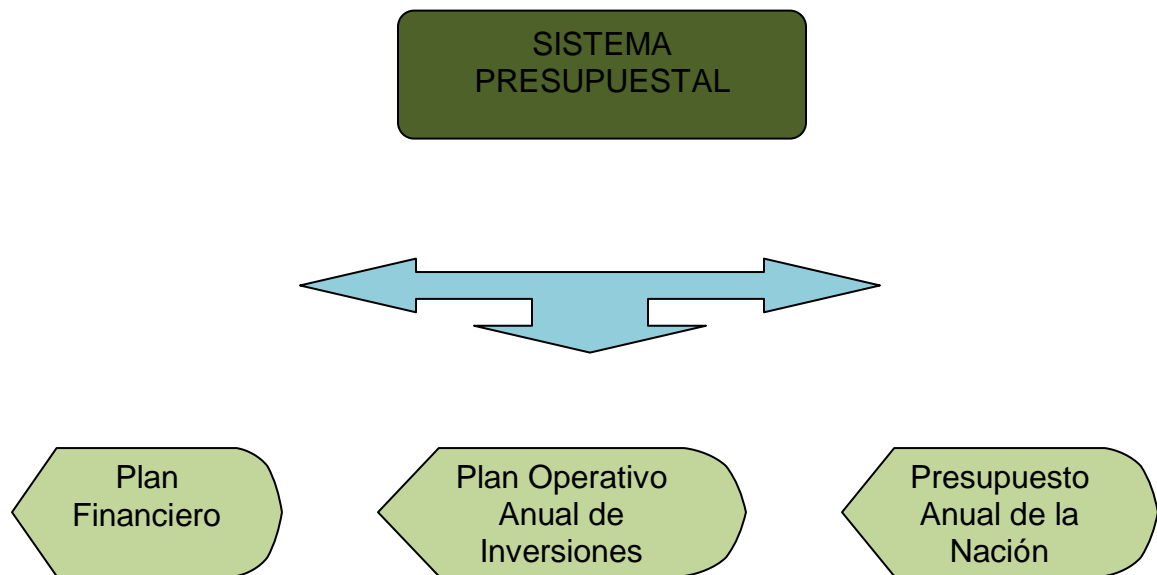 SISTEMA
PRESUPUESTAL
Plan
Financiero
Plan Operativo
Anual de
Inversiones
Presupuesto
Anual de la
Nación